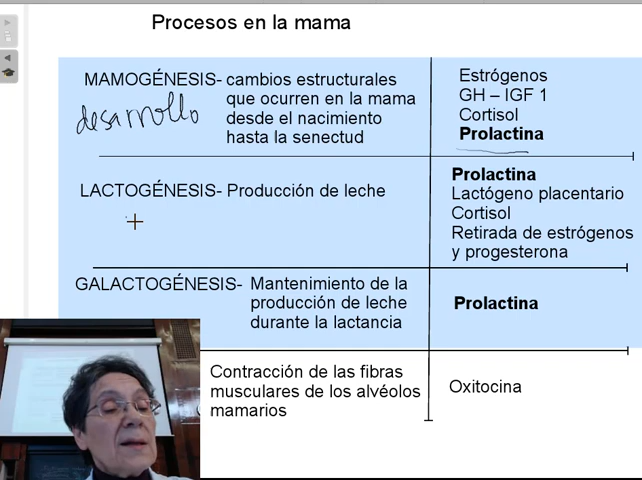 Procesos en la mama
MAMOGÉNESIS- cambios estructurales
que ocurren en la mama
desde el nacimiento
hasta la senectud
desarrollo
Estrógenos
GH – IGF 1
Cortisol
Prolactina
LACTOGÉNESIS- Producción de leche
Prolactina
Lactógeno placentario
Cortisol
Retirada de estrógenos
y progesterona
GALACTOGÉNESIS- Mantenimiento de la
producción de leche
durante la lactancia
Prolactina
Contracción de las fibras
musculares de los alvéolos
mamarios
Oxitocina